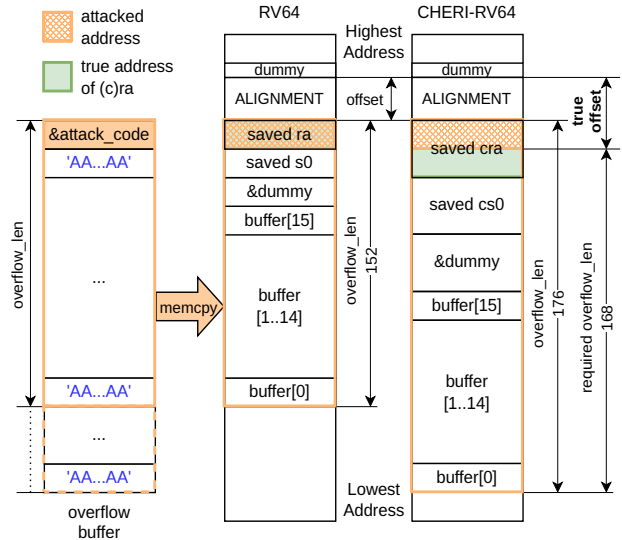 attacked
address
true address
of (c)ra
RV64
CHERI-RV64
Highest
Address
dummy
dummy
ALIGNMENT
offset
ALIGNMENT
true
offset
&attack_code
'AA...AA'
...
'AA...AA'
...
'AA...AA'
overflow_len
overflow
buffer
memcpy
saved ra
saved s0
&dummy
buffer[15]
buffer
[1..14]
buffer[0]
overflow_len
152
saved cra
saved cs0
&dummy
buffer[15]
buffer
[1..14]
buffer[0]
overflow_len
176
required overflow_len
168
Lowest
Address